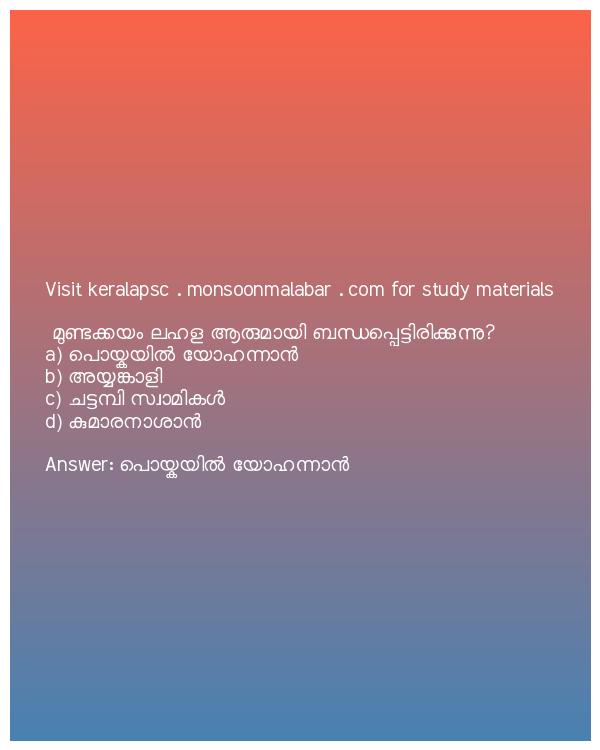 Visit keralapsc . monsoonmalabar . com for study materials
മുണ്ടക്കയം ലഹള ആരുമായി ബന്ധപ്പെട്ടിരിക്കുന്നു?
a) പൊയ്കയിൽ യോഹന്നാൻ
b) അയ്യങ്കാളി
c) ചട്ടമ്പി സ്വാമികൾ
d) കുമാരനാശാൻ
Answer: പൊയ്കയിൽ യോഹന്നാൻ